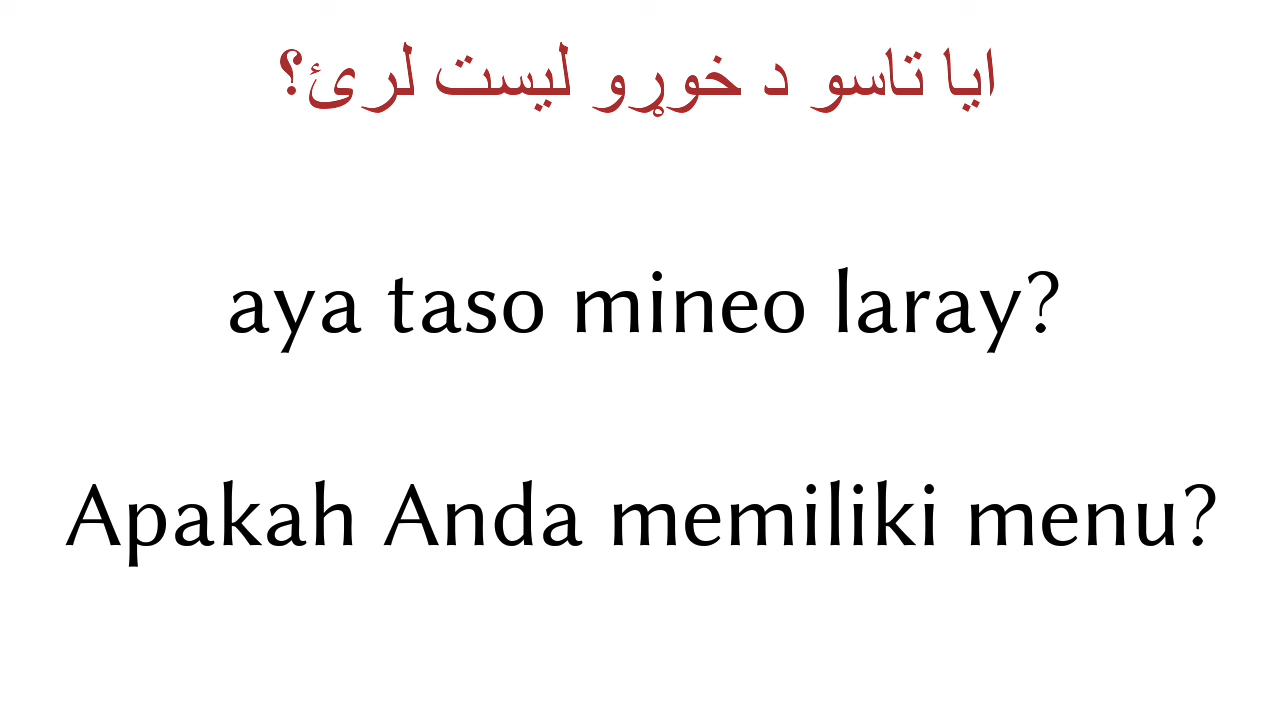 ایا تاسو د خوړو لیست لرئ؟
aya taso mineo laray?
Apakah Anda memiliki menu?